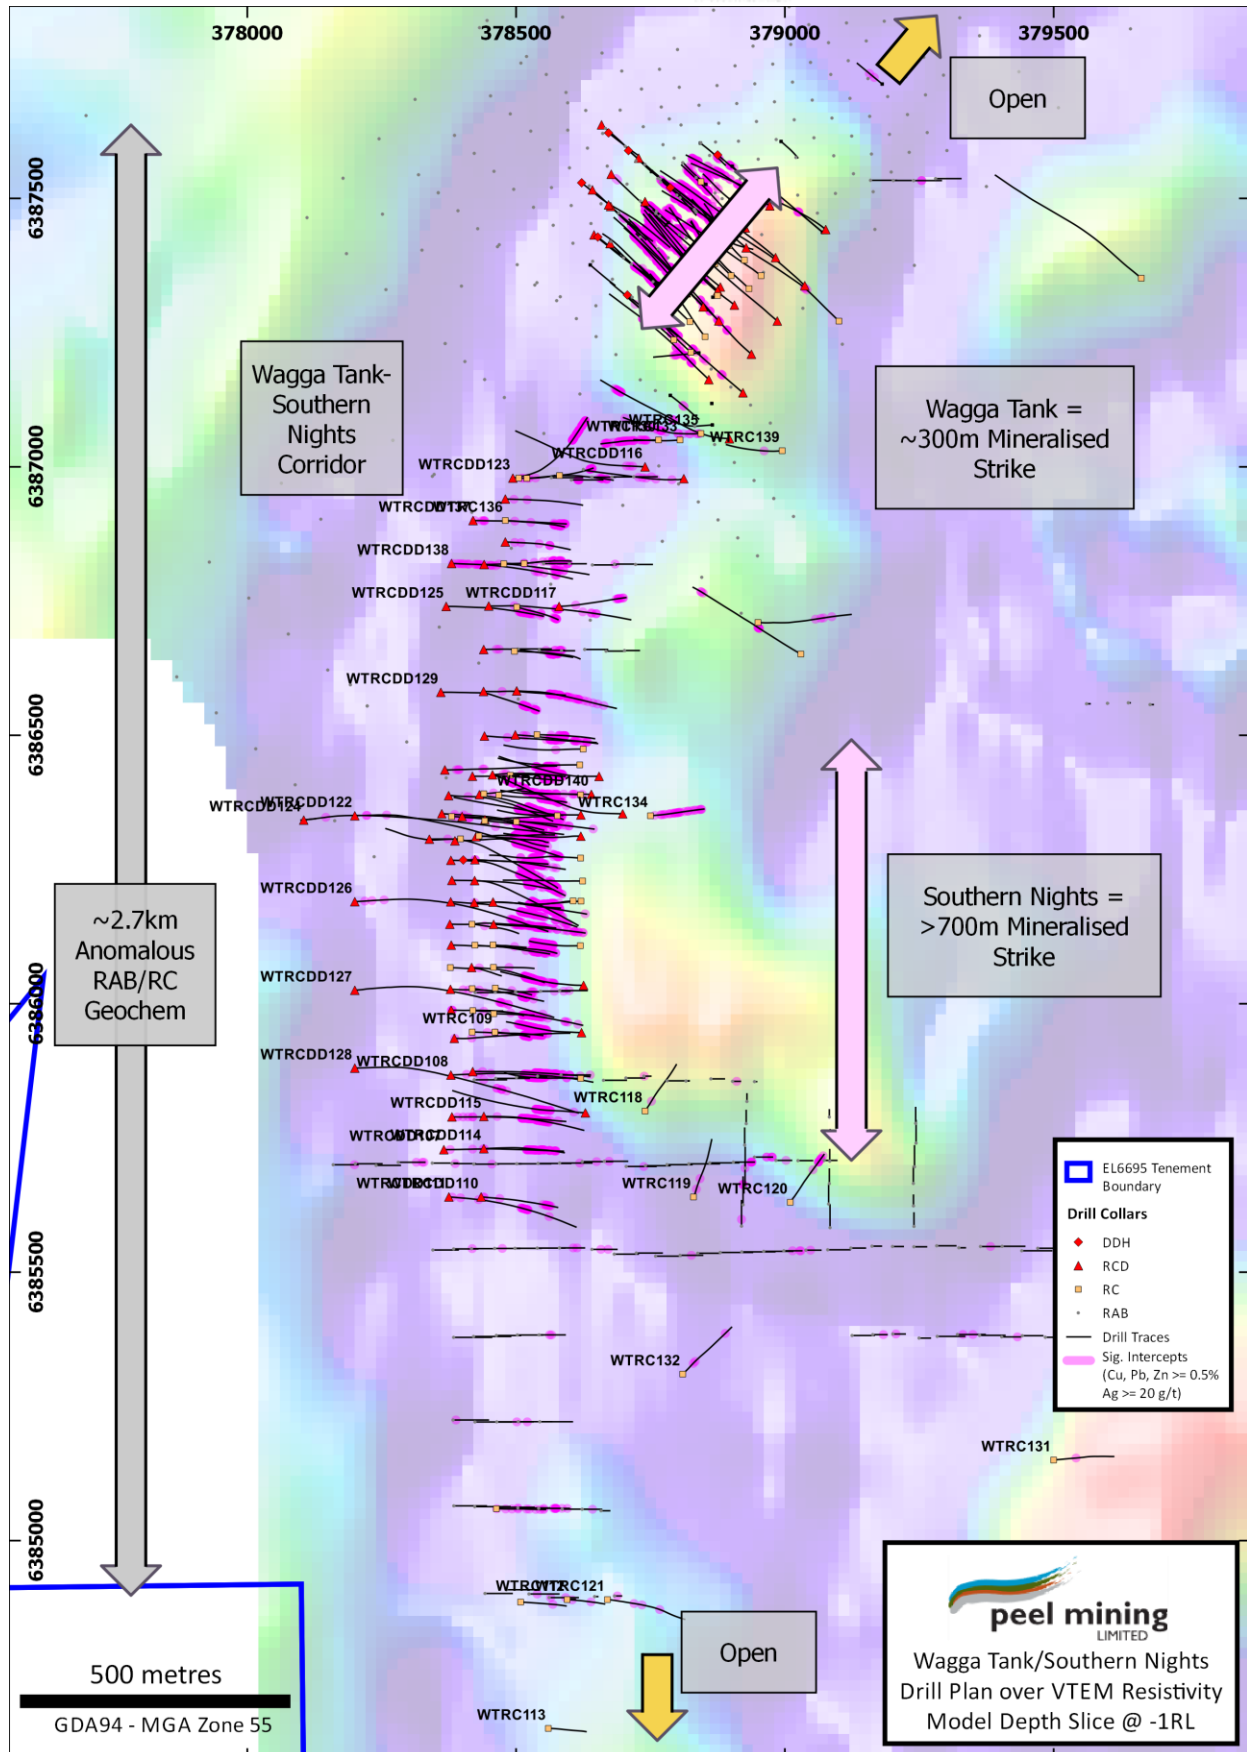 378000
378500
379000
379500
Open
6387500
Wagga Tank-
Southern
Nights
Corridor
Wagga Tank =
~300m Mineralised
Strike
WTRC135
WTRC139
WTRCDD116
WTRCDD123
6387000
WTRC136
WTRCDD138
WTRCDD125
WTRCDD117
WTRCDD129
6386500
WTRCDD140
WTRCDD122
WTRCDD124
WTRC134
WTRCDD126
Southern Nights =
>700m Mineralised
Strike
~2.7km
Anomalous
RAB/RC
Geochem
WTRCDD127
6386000
WTRC109
WTRCDD128
WTRCDD108
WTRC118
WTRCDD115
WTRCDD114
WTRC119
WTRC120
WTRCDD110
6385500
EL6695 Tenement
Boundary
Drill Collars
DDH
RCD
RC
RAB
Drill Traces
Sig. Intercepts
(Cu, Pb, Zn >= 0.5%
Ag >= 20 g/t)
WTRC132
WTRC131
6385000
WTRC121
Open
WTRC113
500 metres
GDA94 - MGA Zone 55
peel mining
LIMITED
Wagga Tank/Southern Nights
Drill Plan over VTEM Resistivity
Model Depth Slice @ -1RL